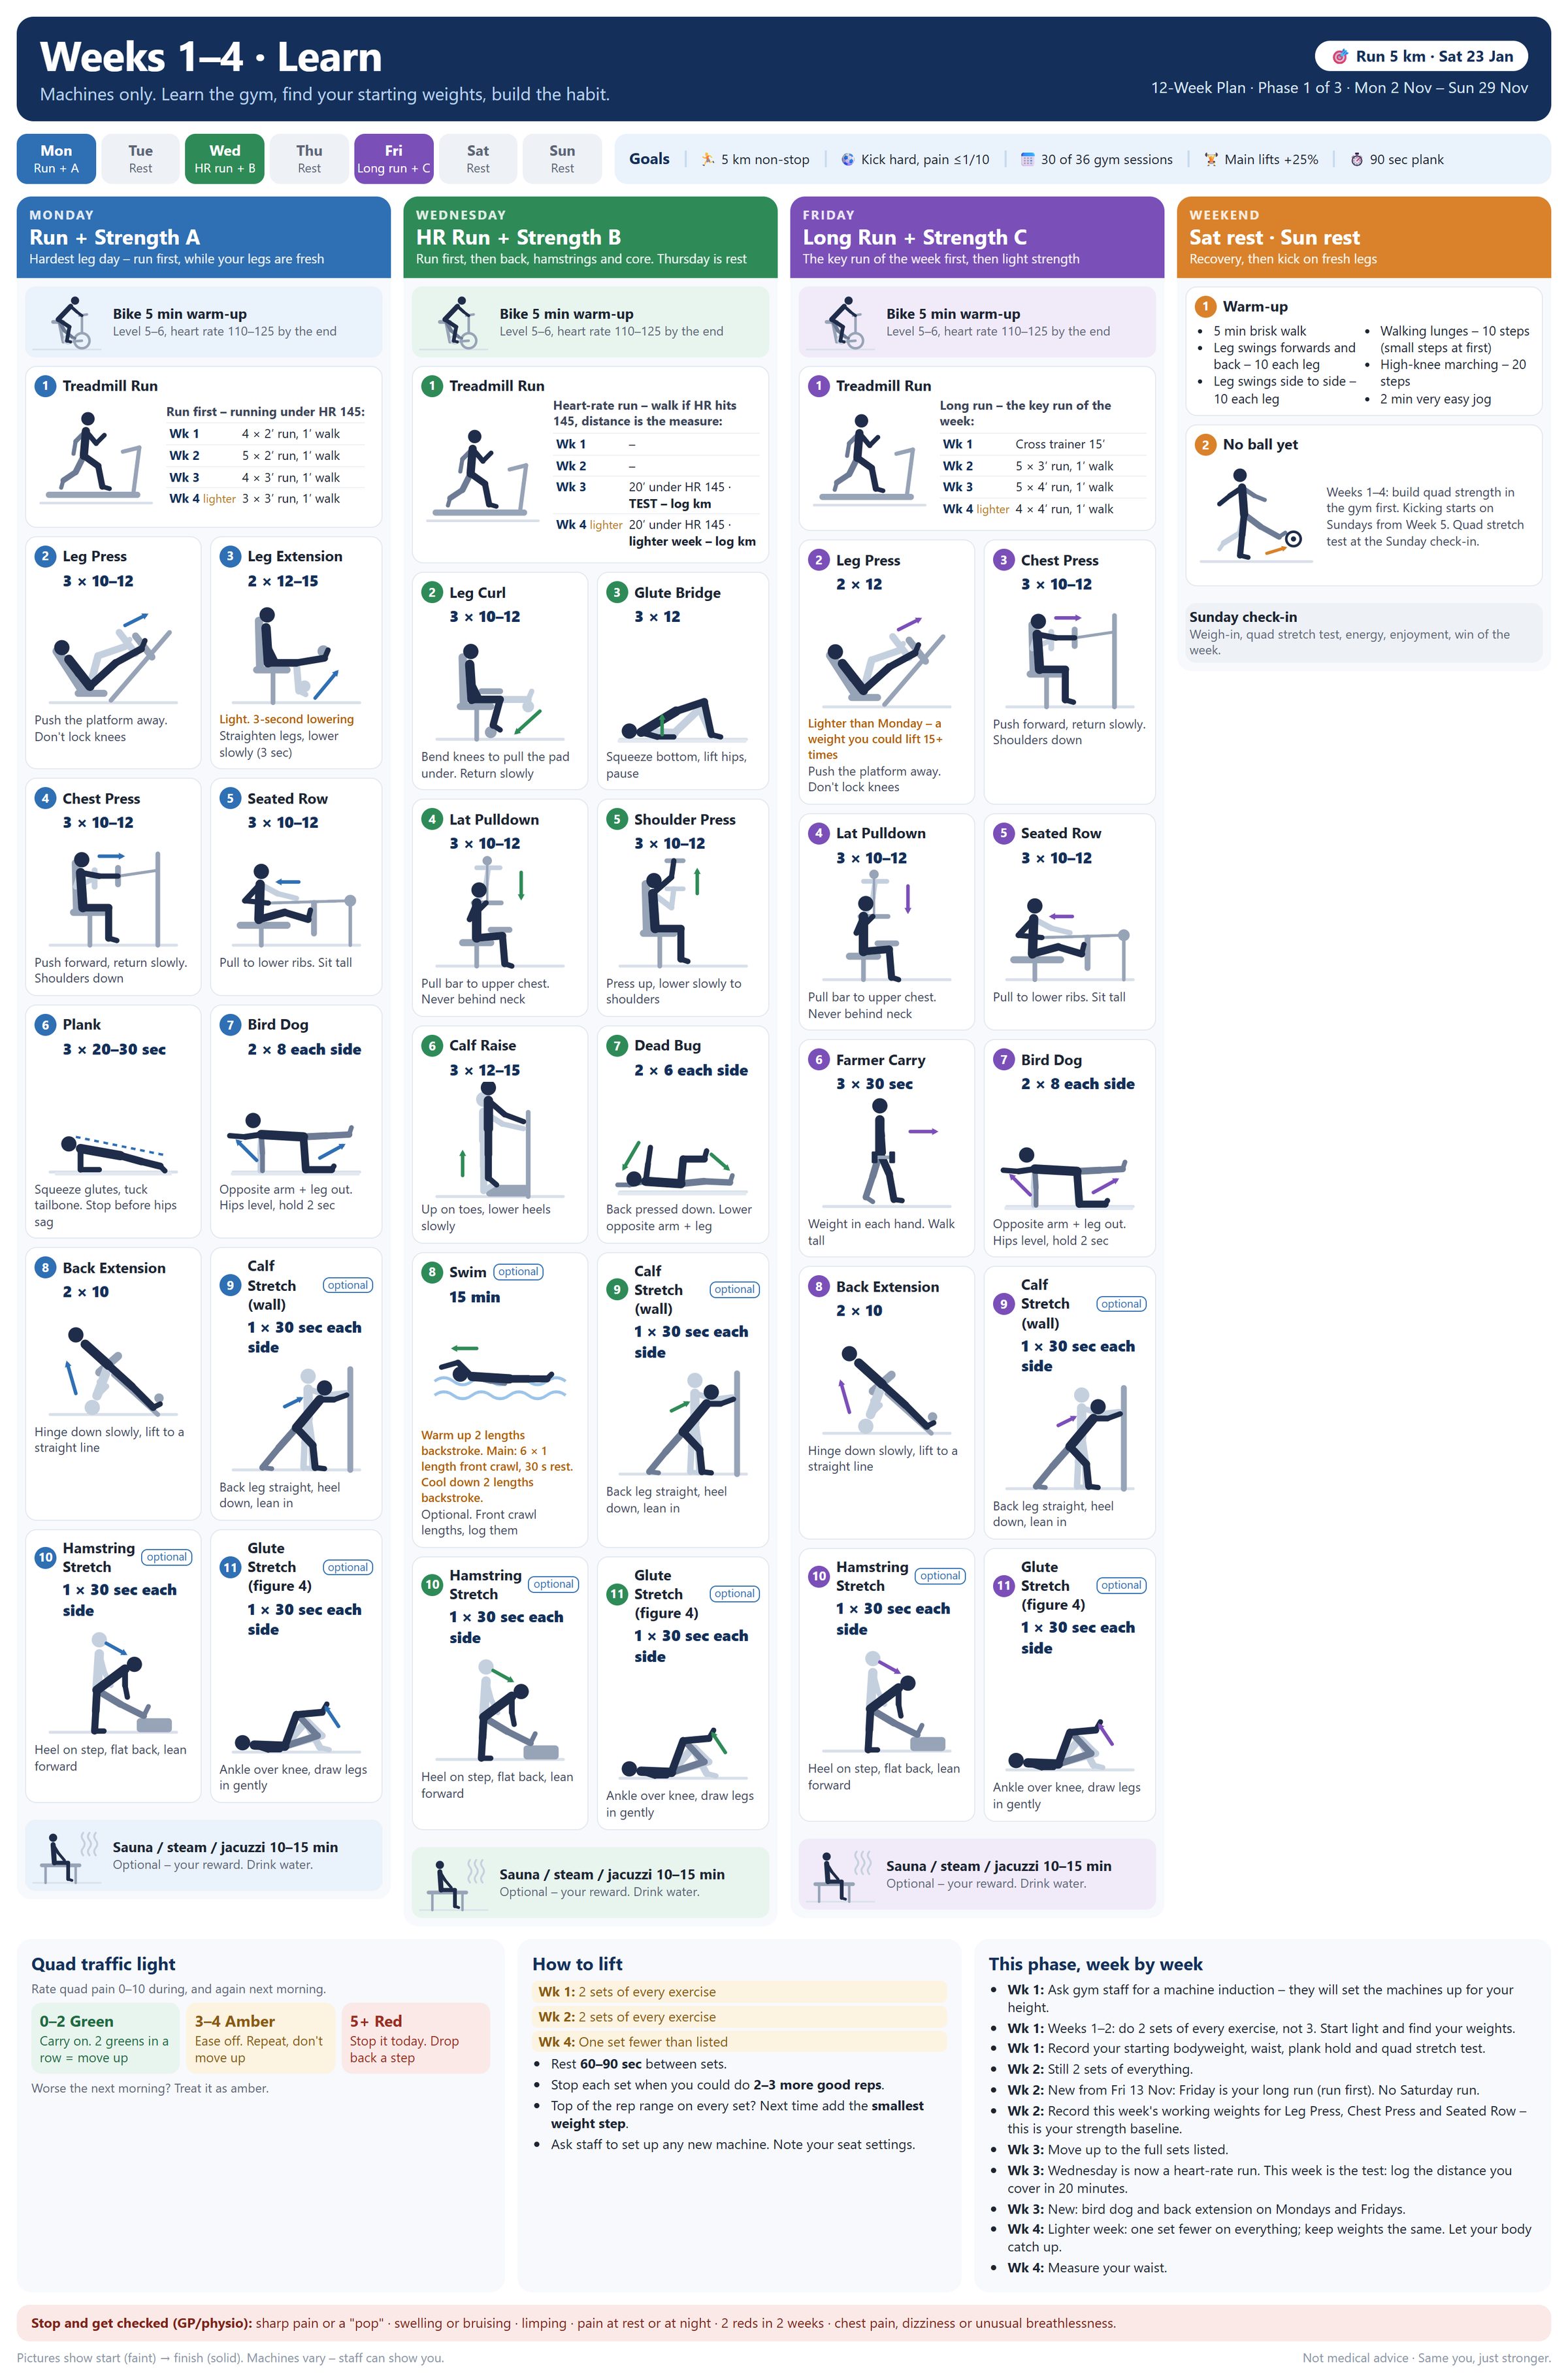 Weeks 1–4 · Learn
Machines only. Learn the gym, find your starting weights, build the habit.
🎯 Run 5 km · Sat 23 Jan
12-Week Plan · Phase 1 of 3 · Mon 2 Nov – Sun 29 Nov
Mon
Run + A
Tue
Rest
Wed
HR run + B
Thu
Rest
Fri
Long run + C
Sat
Rest
Sun
Rest
Goals
5 km non-stop
Kick hard, pain ≤1/10
30 of 36 gym sessions
Main lifts +25%
90 sec plank
MONDAY
Run + Strength A
Hardest leg day – run first, while your legs are fresh
Bike 5 min warm-up
Level 5–6, heart rate 110–125 by the end
1 Treadmill Run
Run first – running under HR 145:
Wk 1 4 × 2′ run, 1′ walk
Wk 2 5 × 2′ run, 1′ walk
Wk 3 4 × 3′ run, 1′ walk
Wk 4 lighter 3 × 3′ run, 1′ walk
2 Leg Press
3 × 10–12
Push the platform away.
Don't lock knees
3 Leg Extension
2 × 12–15
Light. 3-second lowering
Straighten legs, lower
slowly (3 sec)
4 Chest Press
3 × 10–12
Push forward, return slowly.
Shoulders down
5 Seated Row
3 × 10–12
Pull to lower ribs. Sit tall
6 Plank
3 × 20–30 sec
Squeeze glutes, tuck
tailbone. Stop before hips
sag
7 Bird Dog
2 × 8 each side
Opposite arm + leg out.
Hips level, hold 2 sec
8 Back Extension
2 × 10
Hinge down slowly, lift to a
straight line
9 Calf
Stretch
(wall)
optional
1 × 30 sec each
side
Back leg straight, heel
down, lean in
10 Hamstring
Stretch
optional
1 × 30 sec each
side
Heel on step, flat back, lean
forward
11 Glute
Stretch
(figure 4)
optional
1 × 30 sec each
side
Ankle over knee, draw legs
in gently
Sauna / steam / jacuzzi 10–15 min
Optional – your reward. Drink water.
WEDNESDAY
HR Run + Strength B
Run first, then back, hamstrings and core. Thursday is rest
Bike 5 min warm-up
Level 5–6, heart rate 110–125 by the end
1 Treadmill Run
Heart-rate run – walk if HR hits
145, distance is the measure:
Wk 1 –
Wk 2 –
Wk 3 20′ under HR 145 ·
TEST – log km
Wk 4 lighter 20′ under HR 145 ·
lighter week – log km
2 Leg Curl
3 × 10–12
Bend knees to pull the pad
under. Return slowly
3 Glute Bridge
3 × 12
Squeeze bottom, lift hips,
pause
4 Lat Pulldown
3 × 10–12
Pull bar to upper chest.
Never behind neck
5 Shoulder Press
3 × 10–12
Press up, lower slowly to
shoulders
6 Calf Raise
3 × 12–15
Up on toes, lower heels
slowly
7 Dead Bug
2 × 6 each side
Back pressed down. Lower
opposite arm + leg
8 Swim optional
15 min
Warm up 2 lengths
backstroke. Main: 6 × 1
length front crawl, 30 s rest.
Cool down 2 lengths
backstroke.
Optional. Front crawl
lengths, log them
9 Calf
Stretch
(wall)
optional
1 × 30 sec each
side
Back leg straight, heel
down, lean in
10 Hamstring
Stretch
optional
1 × 30 sec each
side
Heel on step, flat back, lean
forward
11 Glute
Stretch
(figure 4)
optional
1 × 30 sec each
side
Ankle over knee, draw legs
in gently
Sauna / steam / jacuzzi 10–15 min
Optional – your reward. Drink water.
FRIDAY
Long Run + Strength C
The key run of the week first, then light strength
Bike 5 min warm-up
Level 5–6, heart rate 110–125 by the end
1 Treadmill Run
Long run – the key run of the
week:
Wk 1 Cross trainer 15′
Wk 2 5 × 3′ run, 1′ walk
Wk 3 5 × 4′ run, 1′ walk
Wk 4 lighter 4 × 4′ run, 1′ walk
2 Leg Press
2 × 12
Lighter than Monday – a
weight you could lift 15+
times
Push the platform away.
Don't lock knees
3 Chest Press
3 × 10–12
Push forward, return slowly.
Shoulders down
4 Lat Pulldown
3 × 10–12
Pull bar to upper chest.
Never behind neck
5 Seated Row
3 × 10–12
Pull to lower ribs. Sit tall
6 Farmer Carry
3 × 30 sec
Weight in each hand. Walk
tall
7 Bird Dog
2 × 8 each side
Opposite arm + leg out.
Hips level, hold 2 sec
8 Back Extension
2 × 10
Hinge down slowly, lift to a
straight line
9 Calf
Stretch
(wall)
optional
1 × 30 sec each
side
Back leg straight, heel
down, lean in
10 Hamstring
Stretch
optional
1 × 30 sec each
side
Heel on step, flat back, lean
forward
11 Glute
Stretch
(figure 4)
optional
1 × 30 sec each
side
Ankle over knee, draw legs
in gently
Sauna / steam / jacuzzi 10–15 min
Optional – your reward. Drink water.
WEEKEND
Sat rest · Sun rest
Recovery, then kick on fresh legs
1 Warm-up
• 5 min brisk walk
• Leg swings forwards and
back – 10 each leg
• Leg swings side to side –
10 each leg
• Walking lunges – 10 steps
(small steps at first)
• High-knee marching – 20
steps
• 2 min very easy jog
2 No ball yet
Weeks 1–4: build quad strength in
the gym first. Kicking starts on
Sundays from Week 5. Quad stretch
test at the Sunday check-in.
Sunday check-in
Weigh-in, quad stretch test, energy, enjoyment, win of the
week.
Quad traffic light
Rate quad pain 0–10 during, and again next morning.
0–2 Green
Carry on. 2 greens in a
row = move up
3–4 Amber
Ease off. Repeat, don't
move up
5+ Red
Stop it today. Drop
back a step
Worse the next morning? Treat it as amber.
How to lift
Wk 1: 2 sets of every exercise
Wk 2: 2 sets of every exercise
Wk 4: One set fewer than listed
• Rest 60–90 sec between sets.
• Stop each set when you could do 2–3 more good reps.
• Top of the rep range on every set? Next time add the smallest
weight step.
• Ask staff to set up any new machine. Note your seat settings.
This phase, week by week
• Wk 1: Ask gym staff for a machine induction – they will set the machines up for your
height.
• Wk 1: Weeks 1–2: do 2 sets of every exercise, not 3. Start light and find your weights.
• Wk 1: Record your starting bodyweight, waist, plank hold and quad stretch test.
• Wk 2: Still 2 sets of everything.
• Wk 2: New from Fri 13 Nov: Friday is your long run (run first). No Saturday run.
• Wk 2: Record this week's working weights for Leg Press, Chest Press and Seated Row –
this is your strength baseline.
• Wk 3: Move up to the full sets listed.
• Wk 3: Wednesday is now a heart-rate run. This week is the test: log the distance you
cover in 20 minutes.
• Wk 3: New: bird dog and back extension on Mondays and Fridays.
• Wk 4: Lighter week: one set fewer on everything; keep weights the same. Let your body
catch up.
• Wk 4: Measure your waist.
Stop and get checked (GP/physio): sharp pain or a "pop" · swelling or bruising · limping · pain at rest or at night · 2 reds in 2 weeks · chest pain, dizziness or unusual breathlessness.
Pictures show start (faint) → finish (solid). Machines vary – staff can show you.
Not medical advice · Same you, just stronger.